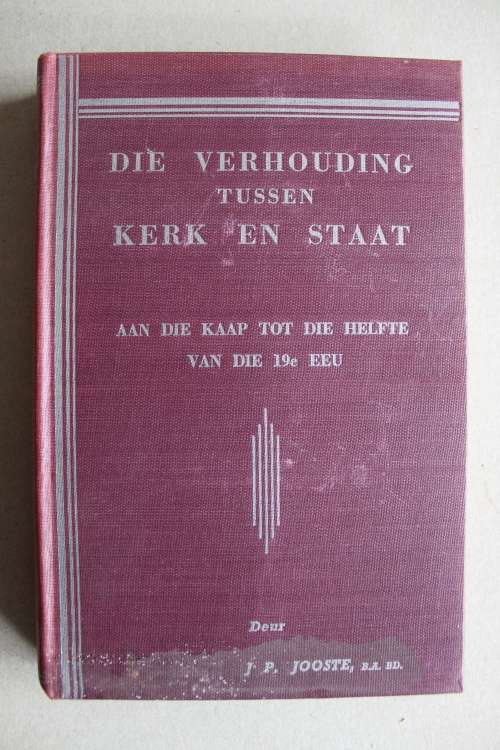 DIE VERHOUDING
TUSSEN
KERK EN STAAT
AAN DIE KAAP TOT DIE HELFTE
VAN DIE 19e EEU
Deur
J P. JOOSTE, B.A. BD.